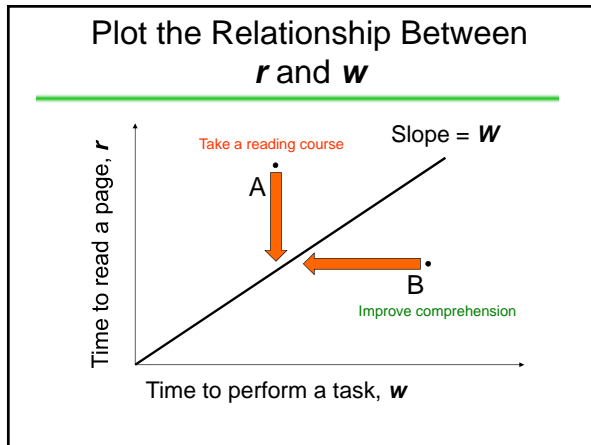 Plot the Relationship Between
r and w
Take a reading course
Slope = W
A
B
Improve comprehension
Time to read a page, r
Time to perform a task, w